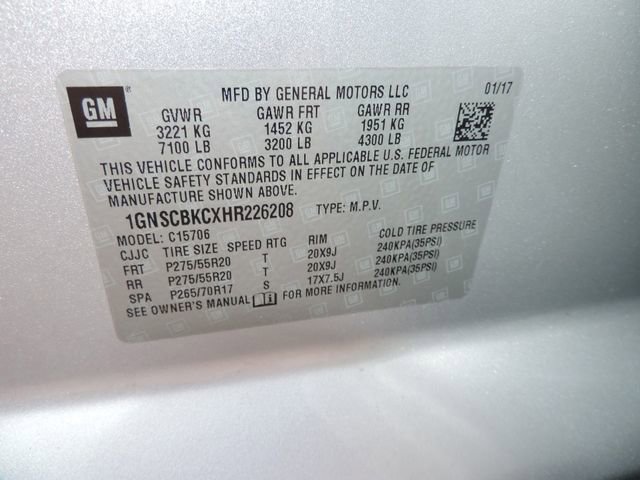 GM
MFD BY GENERAL MOTORS LLC 01/17
GVWR GAWR FRT GAWR RR
3221 KG 1452 KG 1951 KG
7100 LB 3200 LB 4300 LB
THIS VEHICLE CONFORMS TO ALL APPLICABLE U.S. FEDERAL MOTOR
VEHICLE SAFETY STANDARDS IN EFFECT ON THE DATE OF
MANUFACTURE SHOWN ABOVE.
1GNSCBKCXHR226208 TYPE: M.P.V.
MODEL: C15706
CJJC TIRE SIZE SPEED RTG RIM COLD TIRE PRESSURE
FRT P275/55R20 T 20X9J 240KPA(35PSI)
RR P275/55R20 T 20X9J 240KPA(35PSI)
SPA P265/70R17 S 17X7.5J 240KPA(35PSI)
SEE OWNER'S MANUAL FOR MORE INFORMATION.